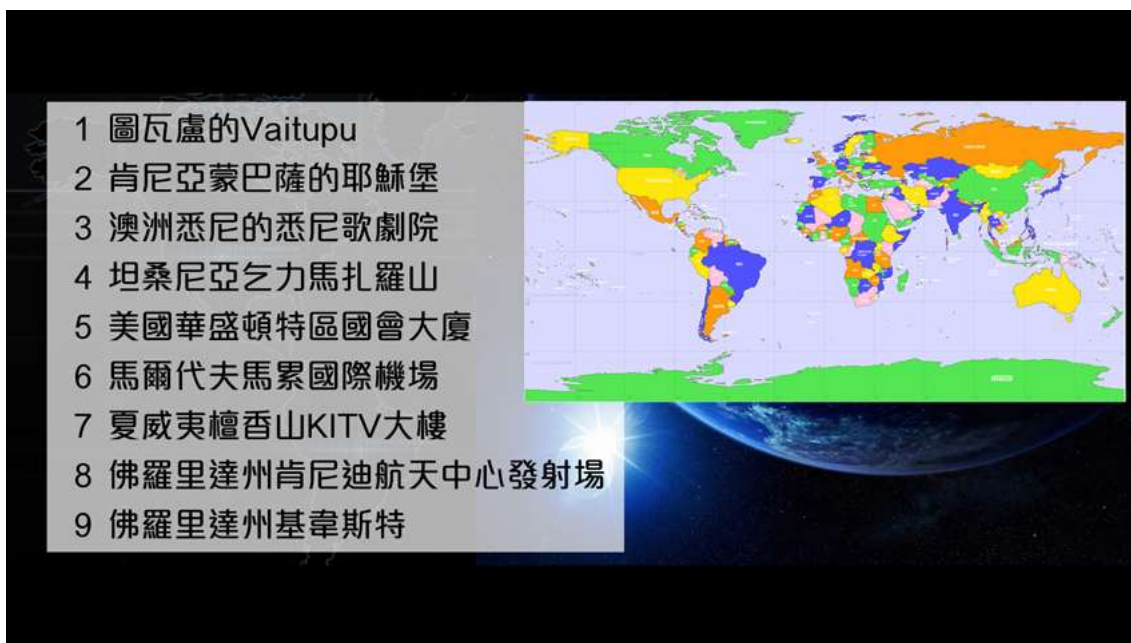 1 圖瓦盧的Vaitupu
2 肯尼亞蒙巴薩的耶穌堡
3 澳洲悉尼的悉尼歌劇院
4 坦桑尼亞乞力馬扎羅山
5 美國華盛頓特區國會大廈
6 馬爾代夫馬累國際機場
7 夏威夷檀香山KITV大樓
8 佛羅里達州肯尼迪航天中心發射場
9 佛羅里達州基韋斯特